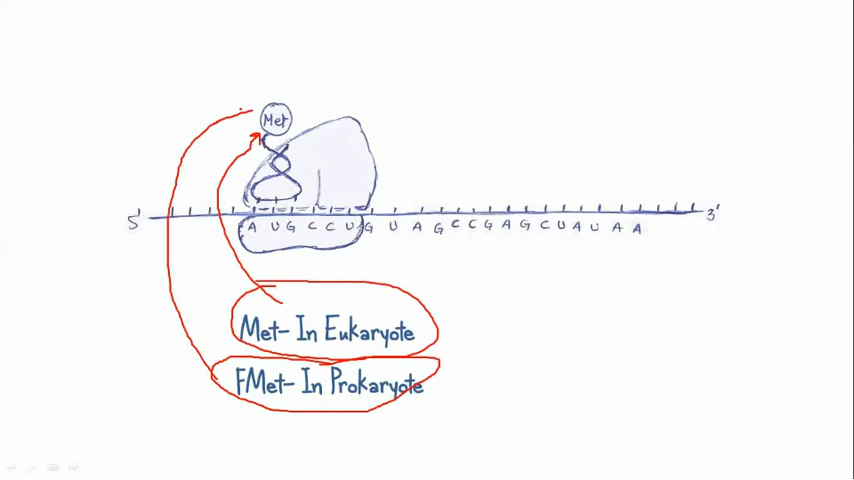 Met
5' 3'
A U G C C U G U A G C C G A G C U A U A A
Met- In Eukaryote
FMet- In Prokaryote